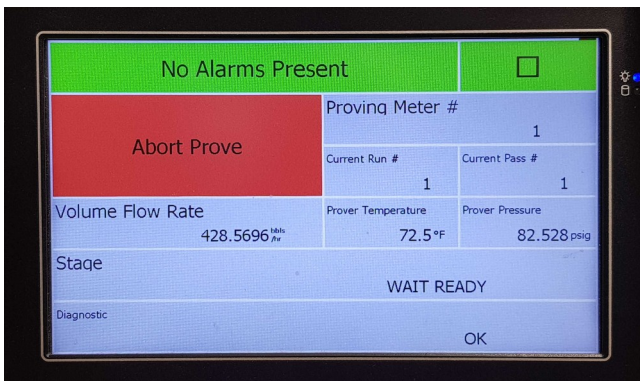 No Alarms Present
Abort Prove
Proving Meter #
1
Current Run #
1
Current Pass #
1
Volume Flow Rate
428.5696 bbls/hr
Prover Temperature
72.5 °F
Prover Pressure
82.528 psig
Stage
WAIT READY
Diagnostic
OK